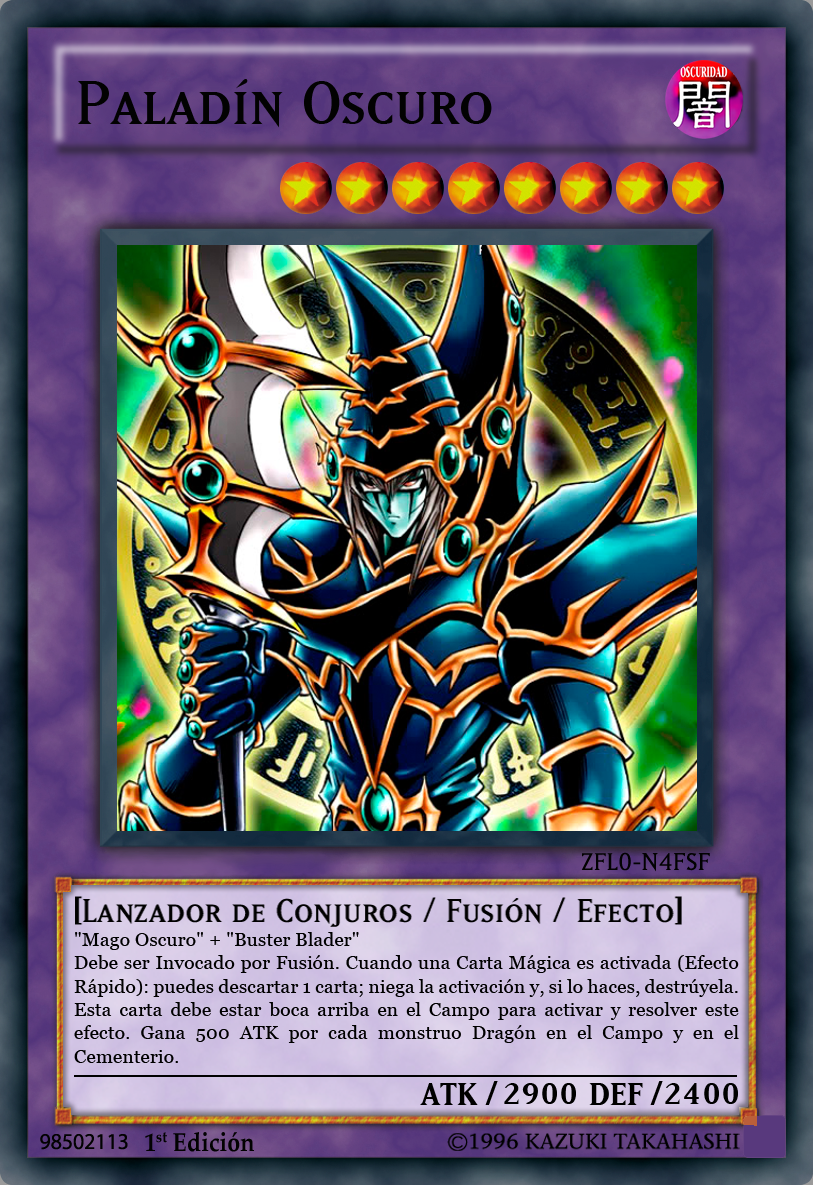 Paladín Oscuro
OSCURIDAD
闇
ZFL0-N4FSF
[Lanzador de Conjuros / Fusión / Efecto]
"Mago Oscuro" + "Buster Blader"
Debe ser Invocado por Fusión. Cuando una Carta Mágica es activada (Efecto
Rápido): puedes descartar 1 carta; niega la activación y, si lo haces, destrúyela.
Esta carta debe estar boca arriba en el Campo para activar y resolver este
efecto. Gana 500 ATK por cada monstruo Dragón en el Campo y en el
Cementerio.
ATK / 2900 DEF /2400
98502113 1st Edición ©1996 KAZUKI TAKAHASHI